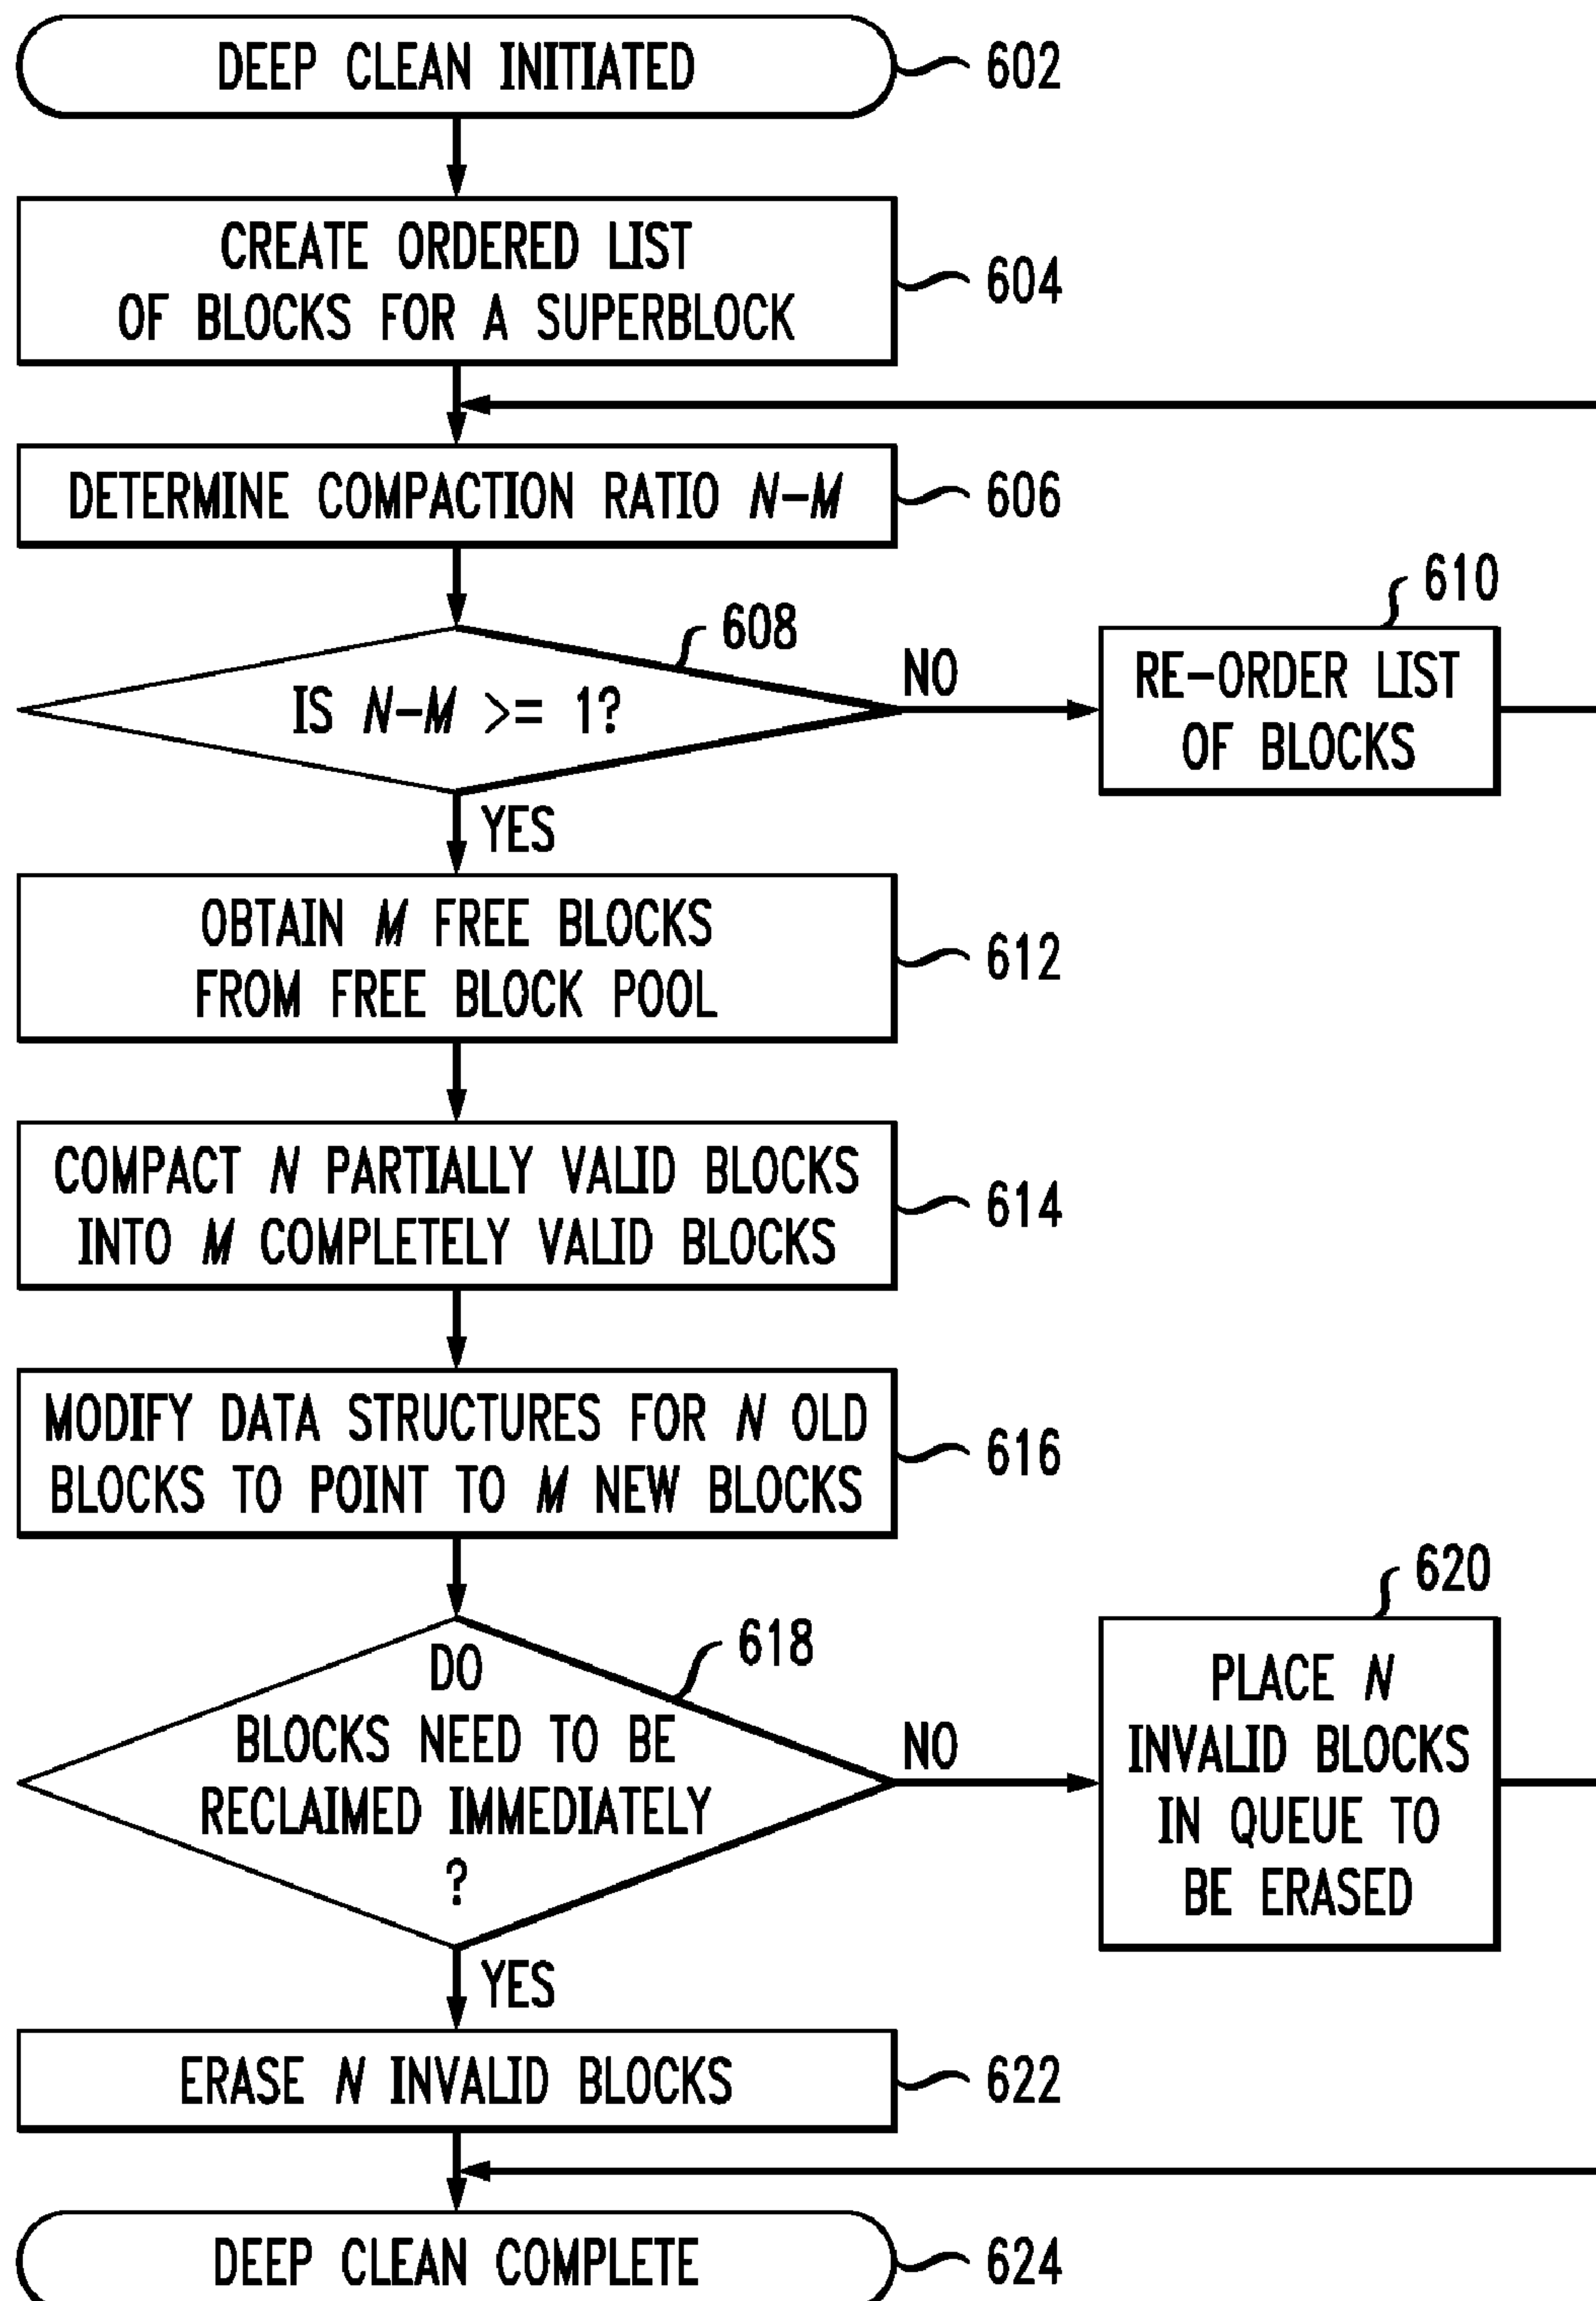 DEEP CLEAN INITIATED
602
CREATE ORDERED LIST
OF BLOCKS FOR A SUPERBLOCK
604
DETERMINE COMPACTION RATIO N-M
606
608
IS N-M >= 1?
NO
610
RE-ORDER LIST
OF BLOCKS
YES
OBTAIN M FREE BLOCKS
FROM FREE BLOCK POOL
612
COMPACT N PARTIALLY VALID BLOCKS
INTO M COMPLETELY VALID BLOCKS
614
MODIFY DATA STRUCTURES FOR N OLD
BLOCKS TO POINT TO M NEW BLOCKS
616
618
DO
BLOCKS NEED TO BE
RECLAIMED IMMEDIATELY
?
NO
620
PLACE N
INVALID BLOCKS
IN QUEUE TO
BE ERASED
YES
ERASE N INVALID BLOCKS
622
DEEP CLEAN COMPLETE
624